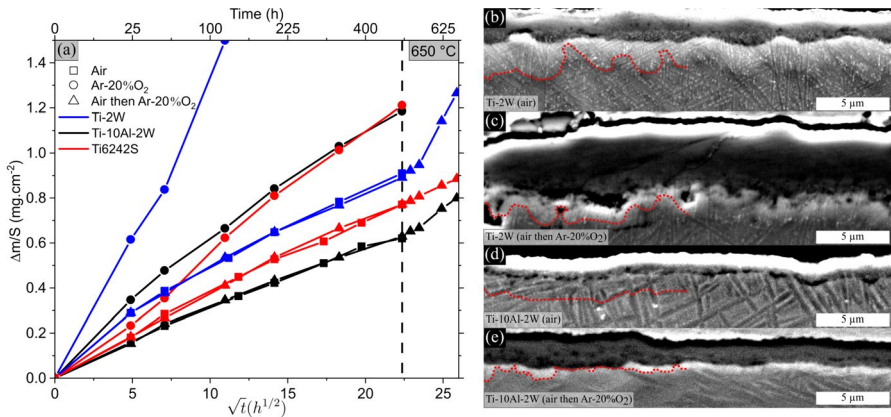 Time (h)
0 25 100 225 400 625
(a)
650 °C
Air
Ar-20%O₂
Air then Ar-20%O₂
Ti-2W
Ti-10Al-2W
Ti6242S
Δm/S (mg.cm⁻²)
1.4
1.2
1.0
0.8
0.6
0.4
0.2
0.0
0 5 10 15 20 25
√t(h^{1/2})
(b)
Ti-2W (air)
5 µm
(c)
Ti-2W (air then Ar-20%O₂)
5 µm
(d)
Ti-10Al-2W (air)
5 µm
(e)
Ti-10Al-2W (air then Ar-20%O₂)
5 µm